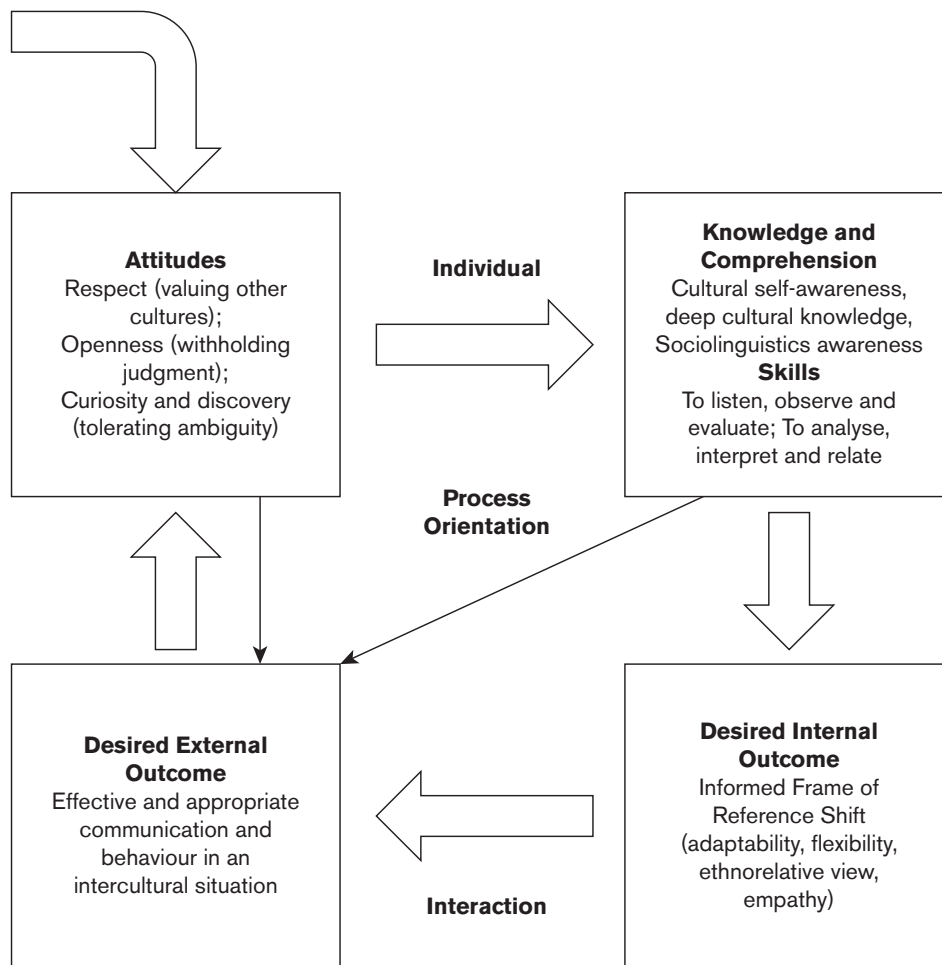 Attitudes
Respect (valuing other
cultures);
Openness (withholding
judgment);
Curiosity and discovery
(tolerating ambiguity)
Individual
Knowledge and
Comprehension
Cultural self-awareness,
deep cultural knowledge,
Sociolinguistics awareness
Skills
To listen, observe and
evaluate; To analyse,
interpret and relate
Process
Orientation
Desired External
Outcome
Effective and appropriate
communication and
behaviour in an
intercultural situation
Interaction
Desired Internal
Outcome
Informed Frame of
Reference Shift
(adaptability, flexibility,
ethnorelative view,
empathy)